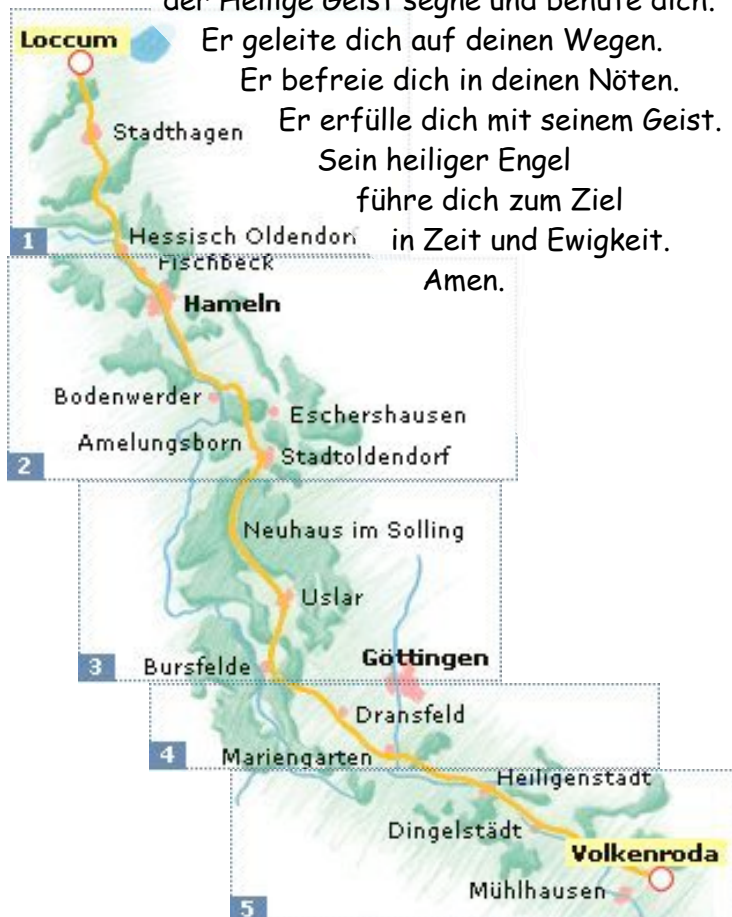 der Heilige Geist segne und behüte dich.
Loccum
Er geleite dich auf deinen Wegen.
Er befreie dich in deinen Nöten.
Stadthagen
Er erfülle dich mit seinem Geist.
Sein heiliger Engel
führe dich zum Ziel
1
Hessisch Oldendorf
in Zeit und Ewigkeit.
Fischbeck
Amen.
Hameln
Bodenwerder
Eschershausen
Amelungsborn
Stadtoldendorf
2
Neuhaus im Solling
Uslar
Göttingen
3
Bursfelde
Dransfeld
4
Mariengarten
Heiligenstadt
Dingelstädt
Volkenroda
Mühlhausen
5